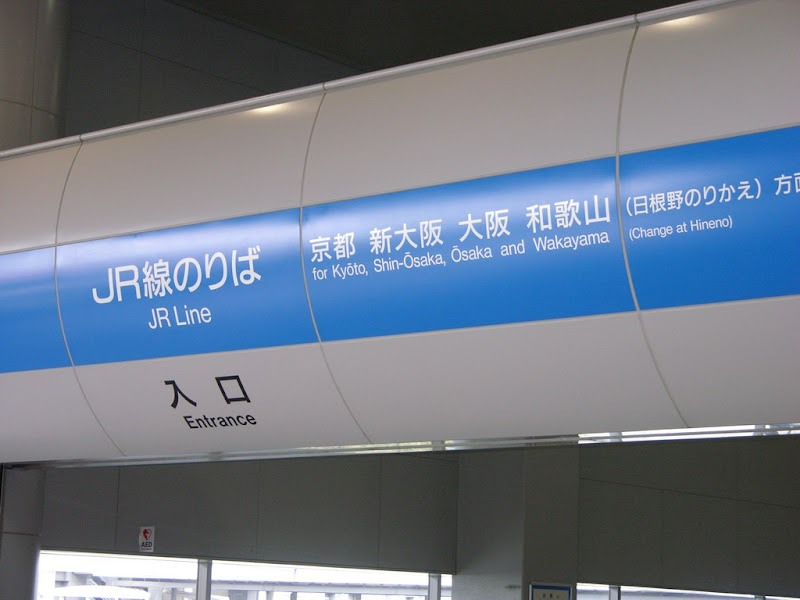 JR線のりば
JR Line
京都 新大阪 大阪 和歌山 (日根野のりかえ) 方面
for Kyōto, Shin-Ōsaka, Ōsaka and Wakayama (Change at Hineno)
入口
Entrance
AED